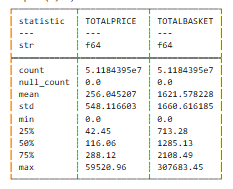 statistic TOTALPRICE TOTALBASKET
--- --- ---
str f64 f64
count 5.1184395e7 5.1184395e7
null_count 0.0 0.0
mean 256.045207 1621.578228
std 548.116603 1660.616185
min 0.0 0.0
25% 42.45 713.28
50% 116.06 1285.13
75% 288.12 2108.49
max 59520.96 307683.45